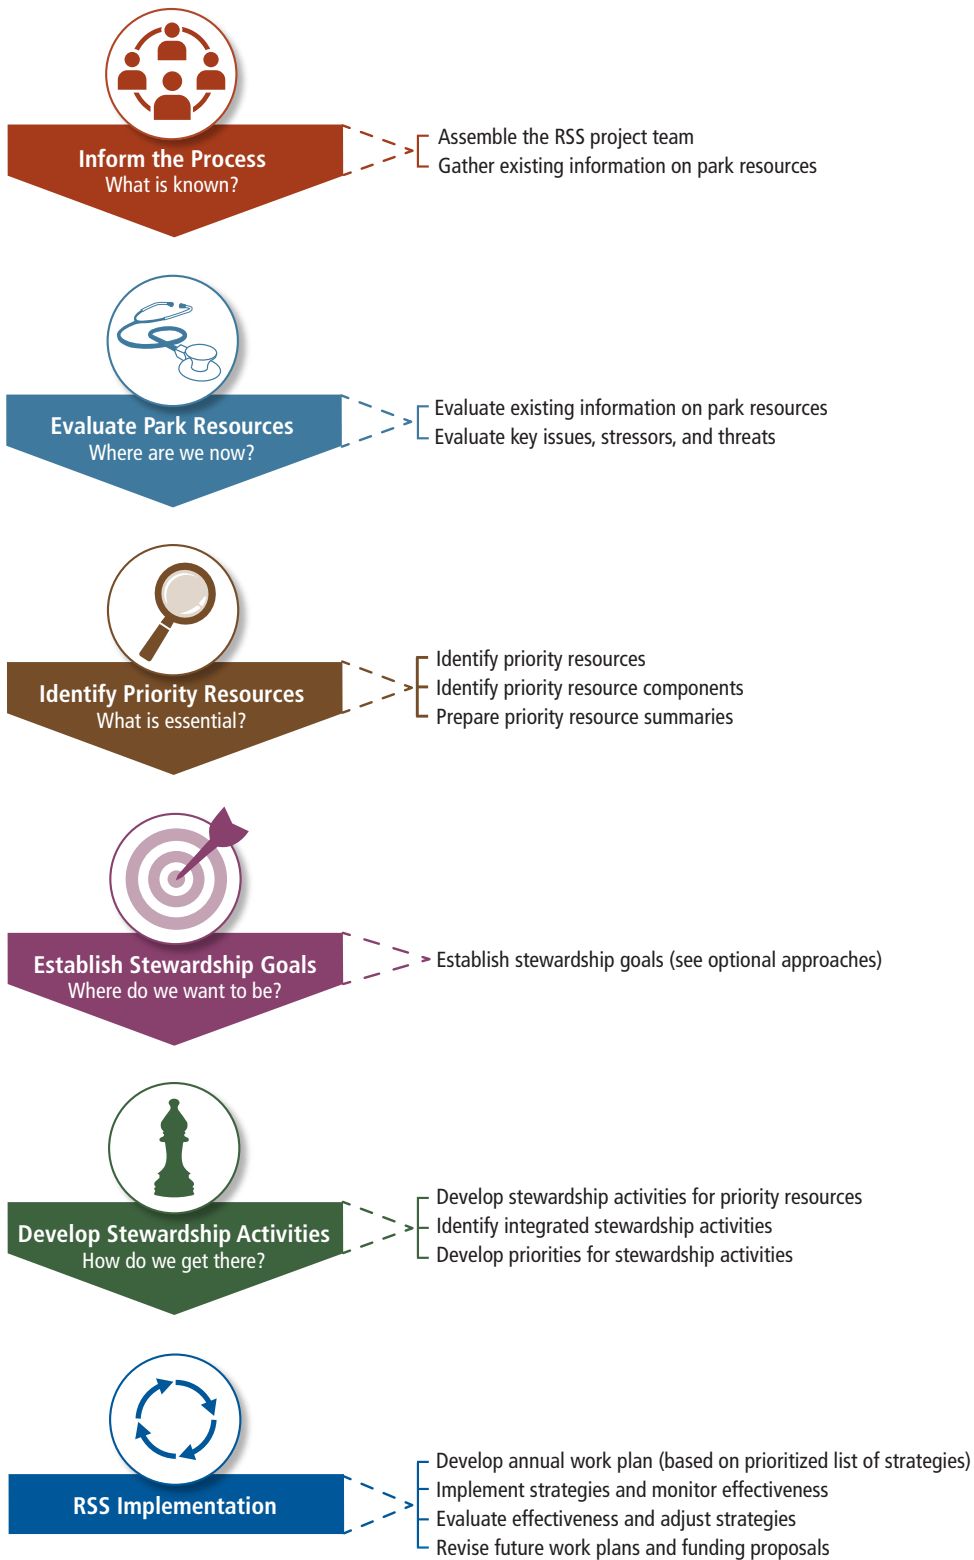 Inform the Process
What is known?
Assemble the RSS project team
Gather existing information on park resources
Evaluate Park Resources
Where are we now?
Evaluate existing information on park resources
Evaluate key issues, stressors, and threats
Identify Priority Resources
What is essential?
Identify priority resources
Identify priority resource components
Prepare priority resource summaries
Establish Stewardship Goals
Where do we want to be?
Establish stewardship goals (see optional approaches)
Develop Stewardship Activities
How do we get there?
Develop stewardship activities for priority resources
Identify integrated stewardship activities
Develop priorities for stewardship activities
RSS Implementation
Develop annual work plan (based on prioritized list of strategies)
Implement strategies and monitor effectiveness
Evaluate effectiveness and adjust strategies
Revise future work plans and funding proposals